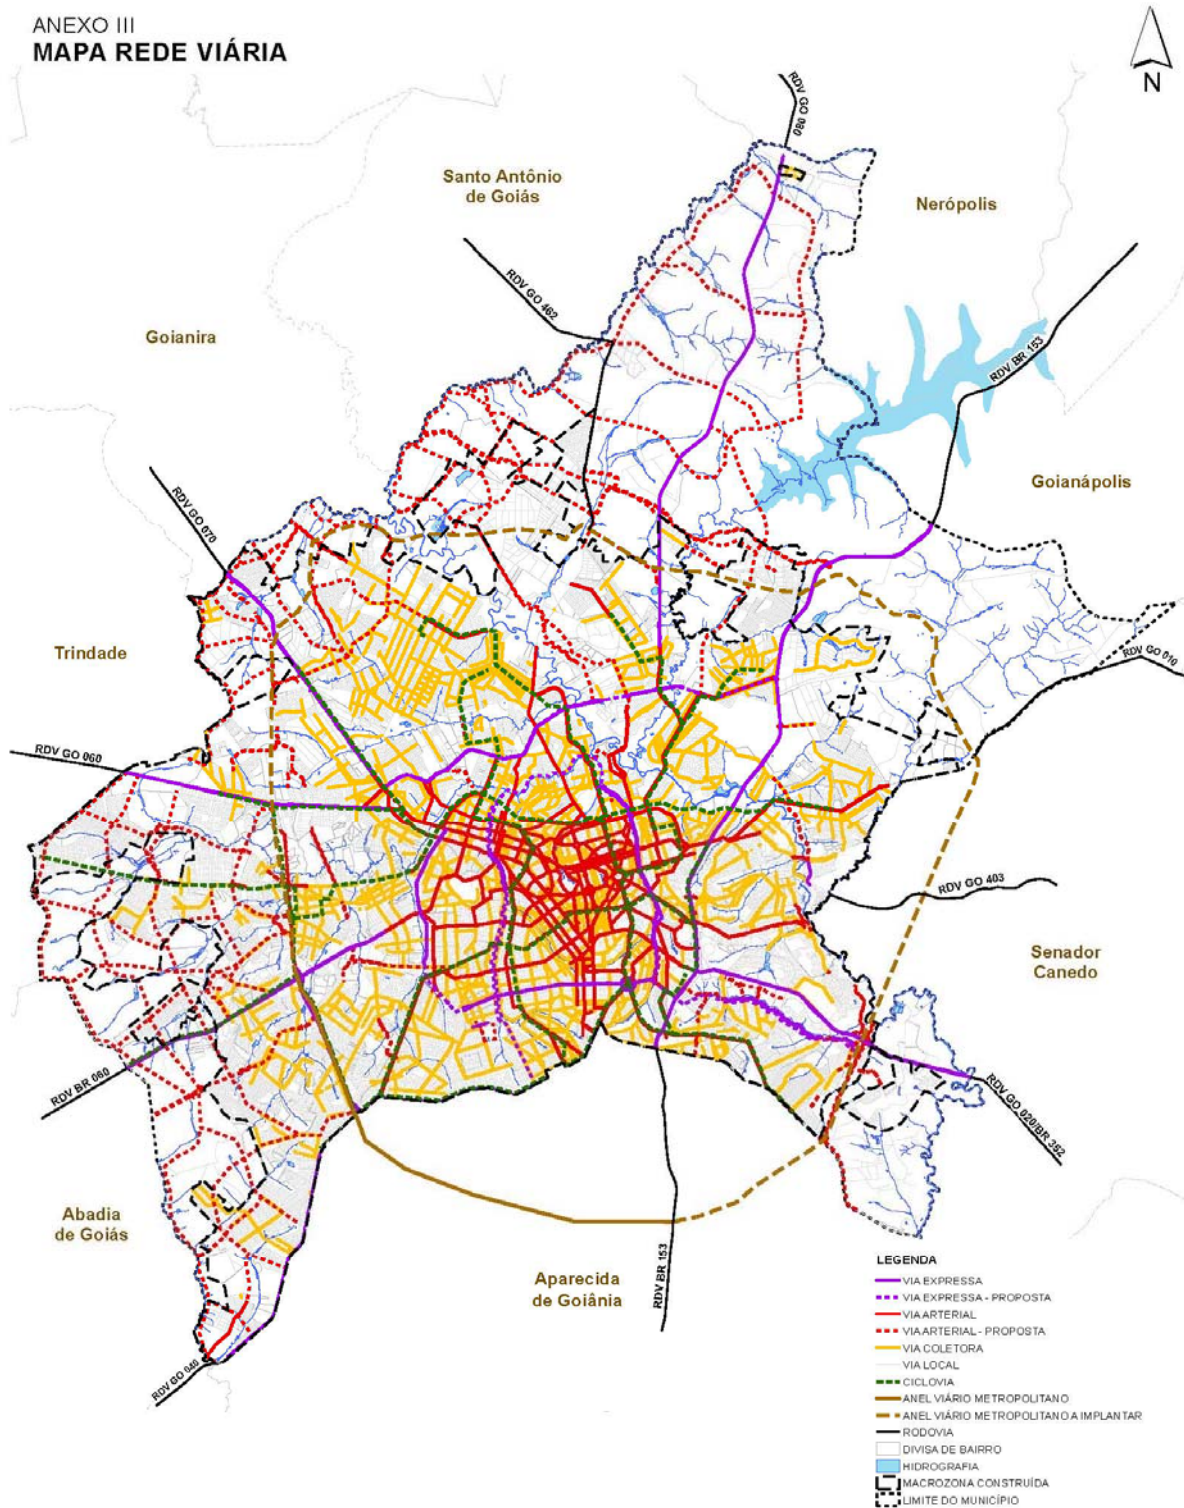 ANEXO III
MAPA REDE VIÁRIA
N
RDV GO 080
Santo Antônio
de Goiás
Nerópolis
RDV GO 462
Goianira
RDV BR 153
RDV GO 070
Goianápolis
Trindade
RDV GO 010
RDV GO 060
RDV GO 403
Senador
Canedo
RDV BR 060
RDV GO 020/BR 352
Abadia
de Goiás
Aparecida
de Goiânia
RDV BR 153
RDV GO 040
LEGENDA
VIA EXPRESSA
VIA EXPRESSA - PROPOSTA
VIA ARTERIAL
VIA ARTERIAL - PROPOSTA
VIA COLETORA
VIA LOCAL
CICLOVIA
ANEL VIÁRIO METROPOLITANO
ANEL VIÁRIO METROPOLITANO A IMPLANTAR
RODOVIA
DIVISA DE BAIRRO
HIDROGRAFIA
MACROZONA CONSTRUÍDA
LIMITE DO MUNICÍPIO